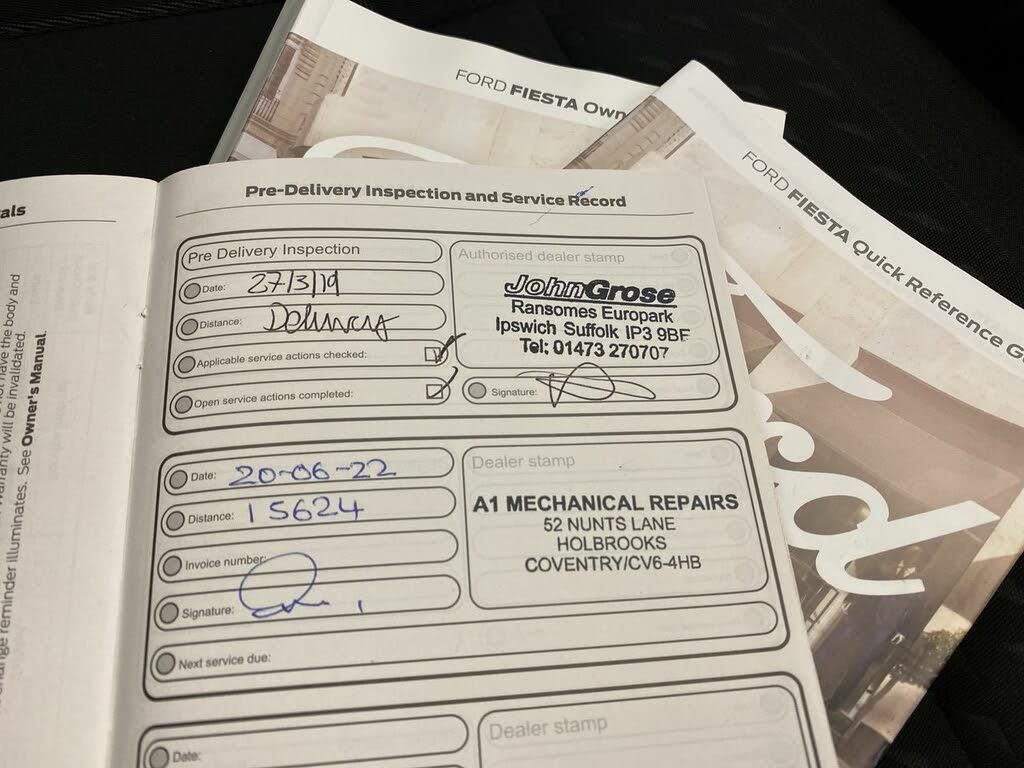 FORD FIESTA Own
FORD FIESTA Quick Reference G
als
not have the body and
warranty will be invalidated.
ange reminder illuminates. See Owner's Manual.
Pre-Delivery Inspection and Service Record
Pre Delivery Inspection
Date: 27/3/19
Distance: Delivery
Applicable service actions checked:
Open service actions completed:
Authorised dealer stamp
JohnGrose
Ransomes Europark
Ipswich Suffolk IP3 9BF
Tel: 01473 270707
Signature:
Date: 20-06-22
Distance: 15624
Invoice number:
Signature:
Next service due:
Dealer stamp
A1 MECHANICAL REPAIRS
52 NUNTS LANE
HOLBROOKS
COVENTRY/CV6-4HB
Date:
Dealer stamp